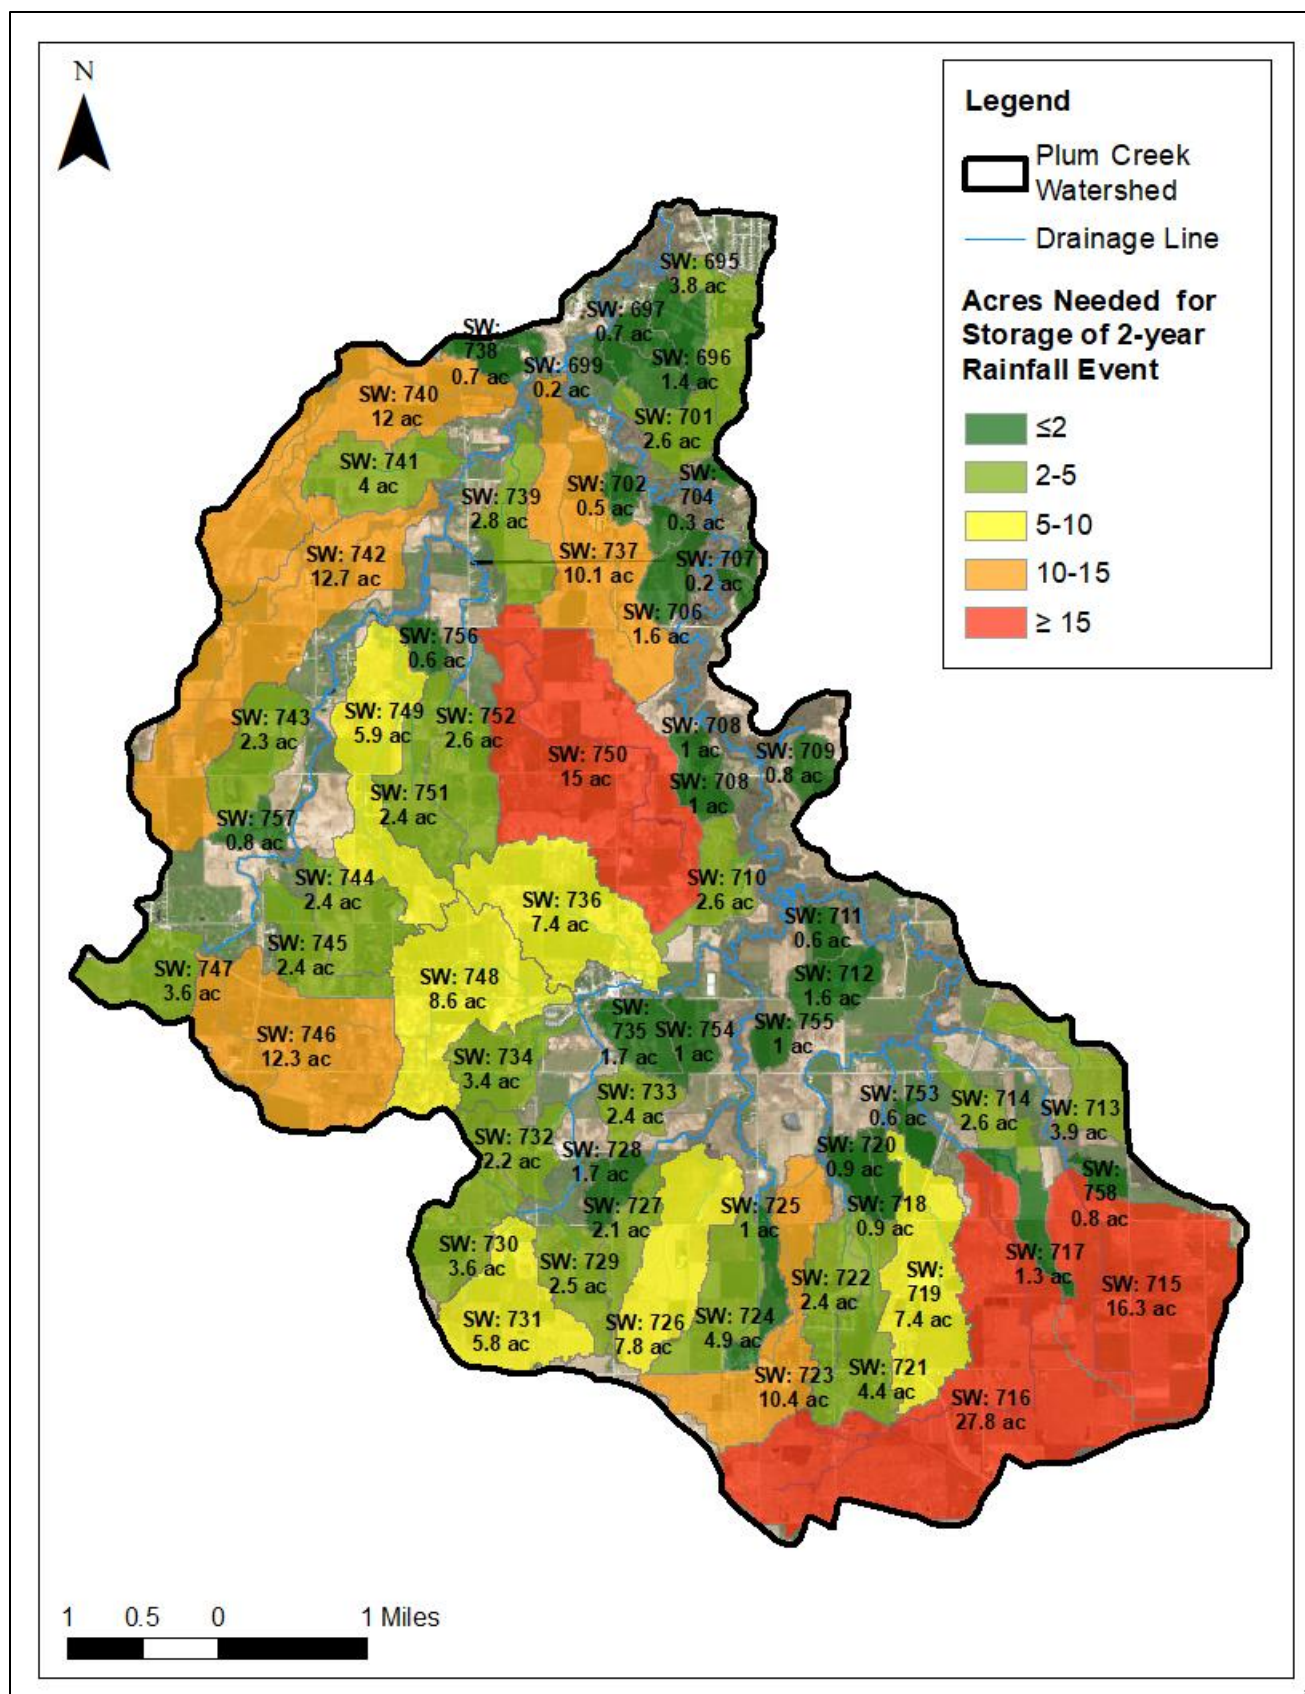 N
Legend
Plum Creek
Watershed
Drainage Line
Acres Needed for
Storage of 2-year
Rainfall Event
≤2
2-5
5-10
10-15
≥ 15
SW: 695
3.8 ac
SW: 697
0.7 ac
SW:
738
0.7 ac
SW: 699
0.2 ac
SW: 696
1.4 ac
SW: 740
12 ac
SW: 701
2.6 ac
SW: 741
4 ac
SW: 739
2.8 ac
SW: 702
0.5 ac
SW:
704
0.3 ac
SW: 742
12.7 ac
SW: 737
10.1 ac
SW: 707
0.2 ac
SW: 706
1.6 ac
SW: 756
0.6 ac
SW: 743
2.3 ac
SW: 749
5.9 ac
SW: 752
2.6 ac
SW: 750
15 ac
SW: 708
1 ac
SW: 709
0.8 ac
SW: 708
1 ac
SW: 751
2.4 ac
SW: 757
0.8 ac
SW: 744
2.4 ac
SW: 736
7.4 ac
SW: 710
2.6 ac
SW: 711
0.6 ac
SW: 745
2.4 ac
SW: 747
3.6 ac
SW: 748
8.6 ac
SW: 712
1.6 ac
SW: 746
12.3 ac
SW:
735
1.7 ac
SW: 754
1 ac
SW: 755
1 ac
SW: 734
3.4 ac
SW: 733
2.4 ac
SW: 753
0.6 ac
SW: 714
2.6 ac
SW: 713
3.9 ac
SW: 732
2.2 ac
SW: 728
1.7 ac
SW: 720
0.9 ac
SW:
758
0.8 ac
SW: 727
2.1 ac
SW: 725
1 ac
SW: 718
0.9 ac
SW: 730
3.6 ac
SW: 729
2.5 ac
SW: 722
2.4 ac
SW:
719
7.4 ac
SW: 717
1.3 ac
SW: 715
16.3 ac
SW: 731
5.8 ac
SW: 726
7.8 ac
SW: 724
4.9 ac
SW: 723
10.4 ac
SW: 721
4.4 ac
SW: 716
27.8 ac
1 0.5 0 1 Miles